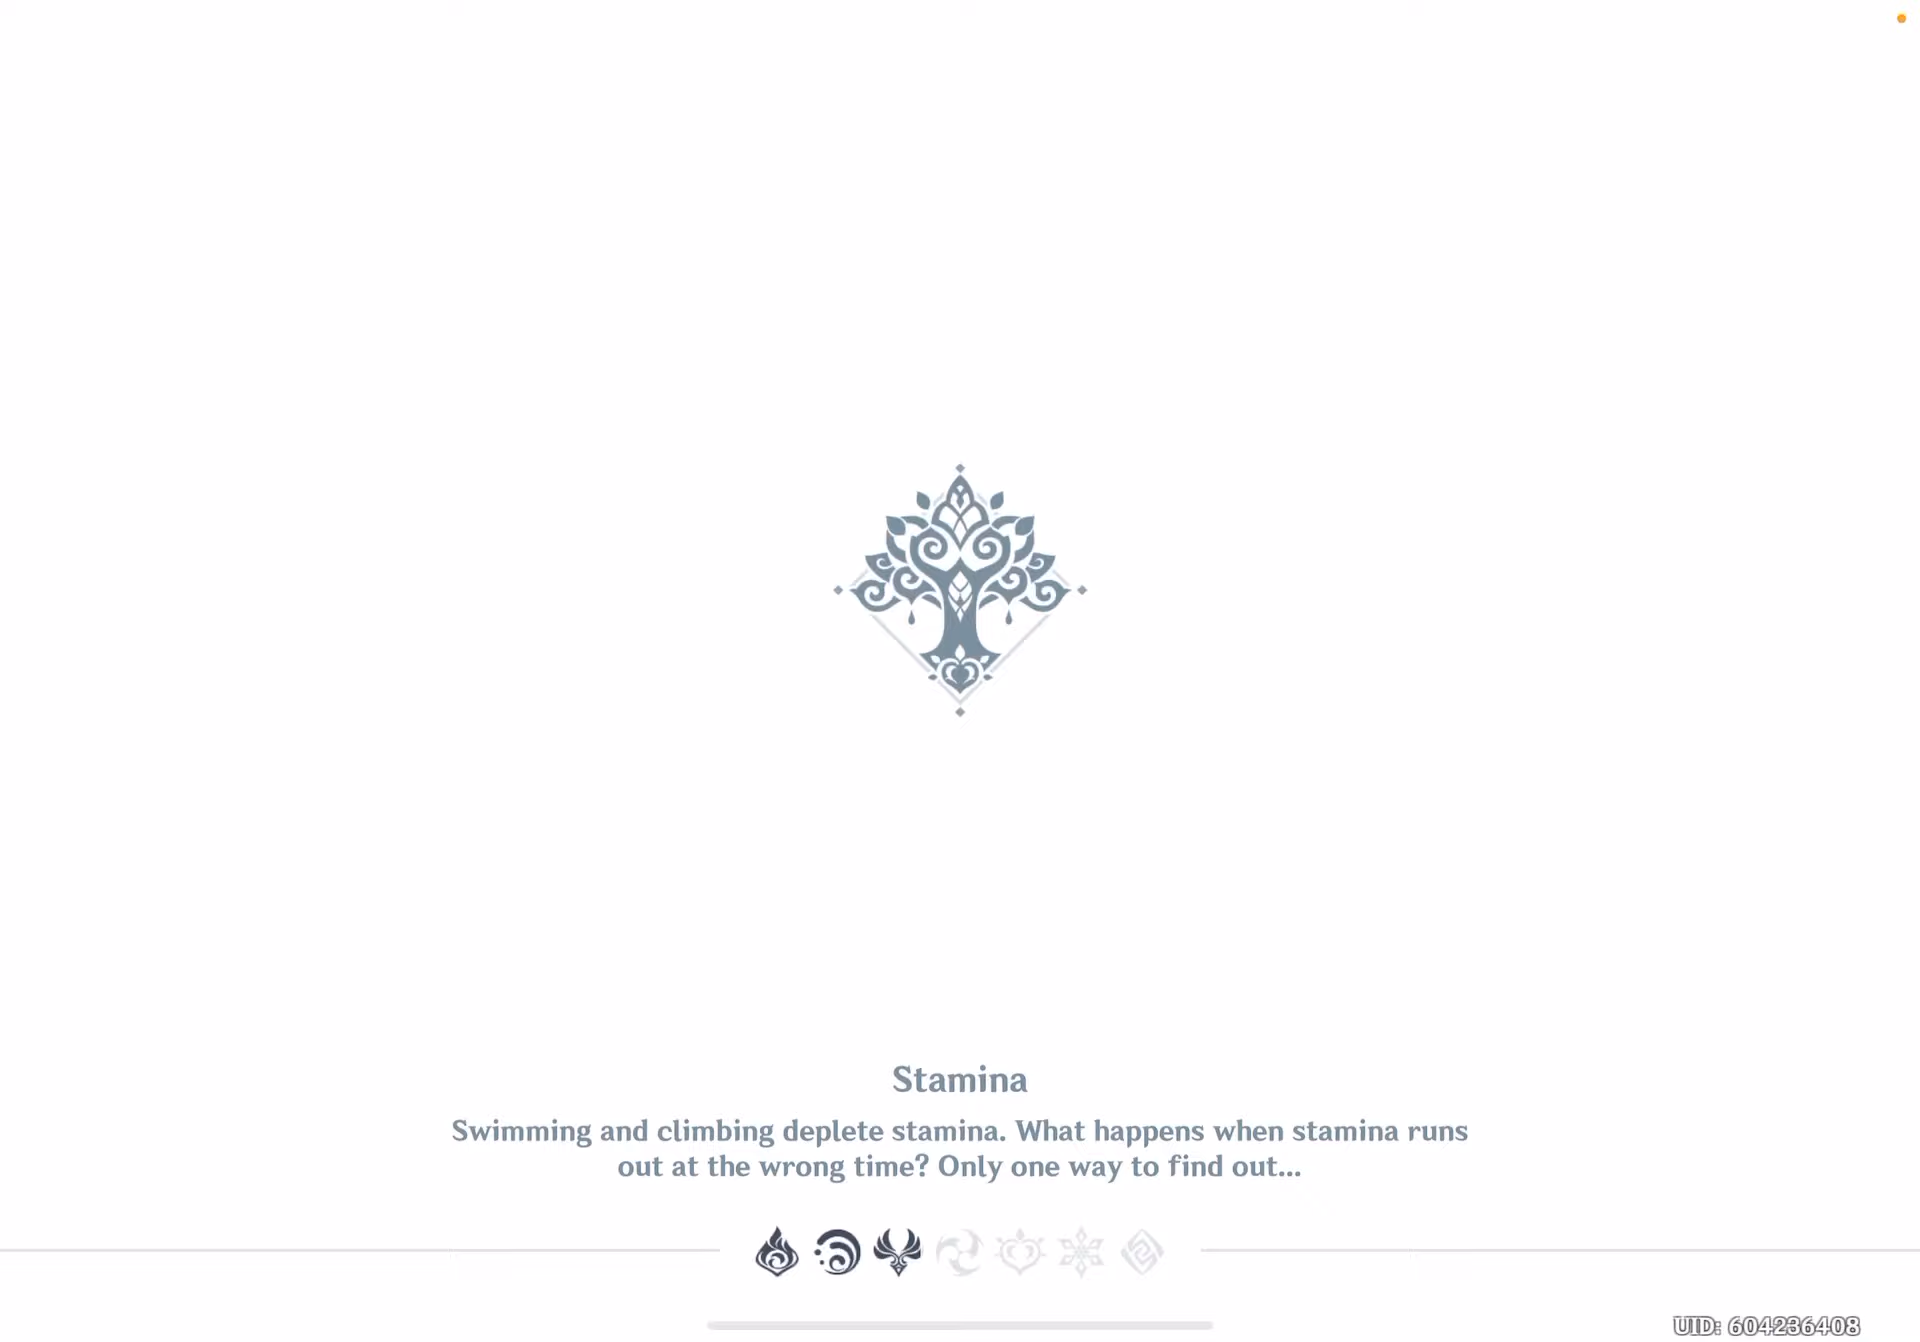 Stamina
Swimming and climbing deplete stamina. What happens when stamina runs
out at the wrong time? Only one way to find out...
UID: 604236408